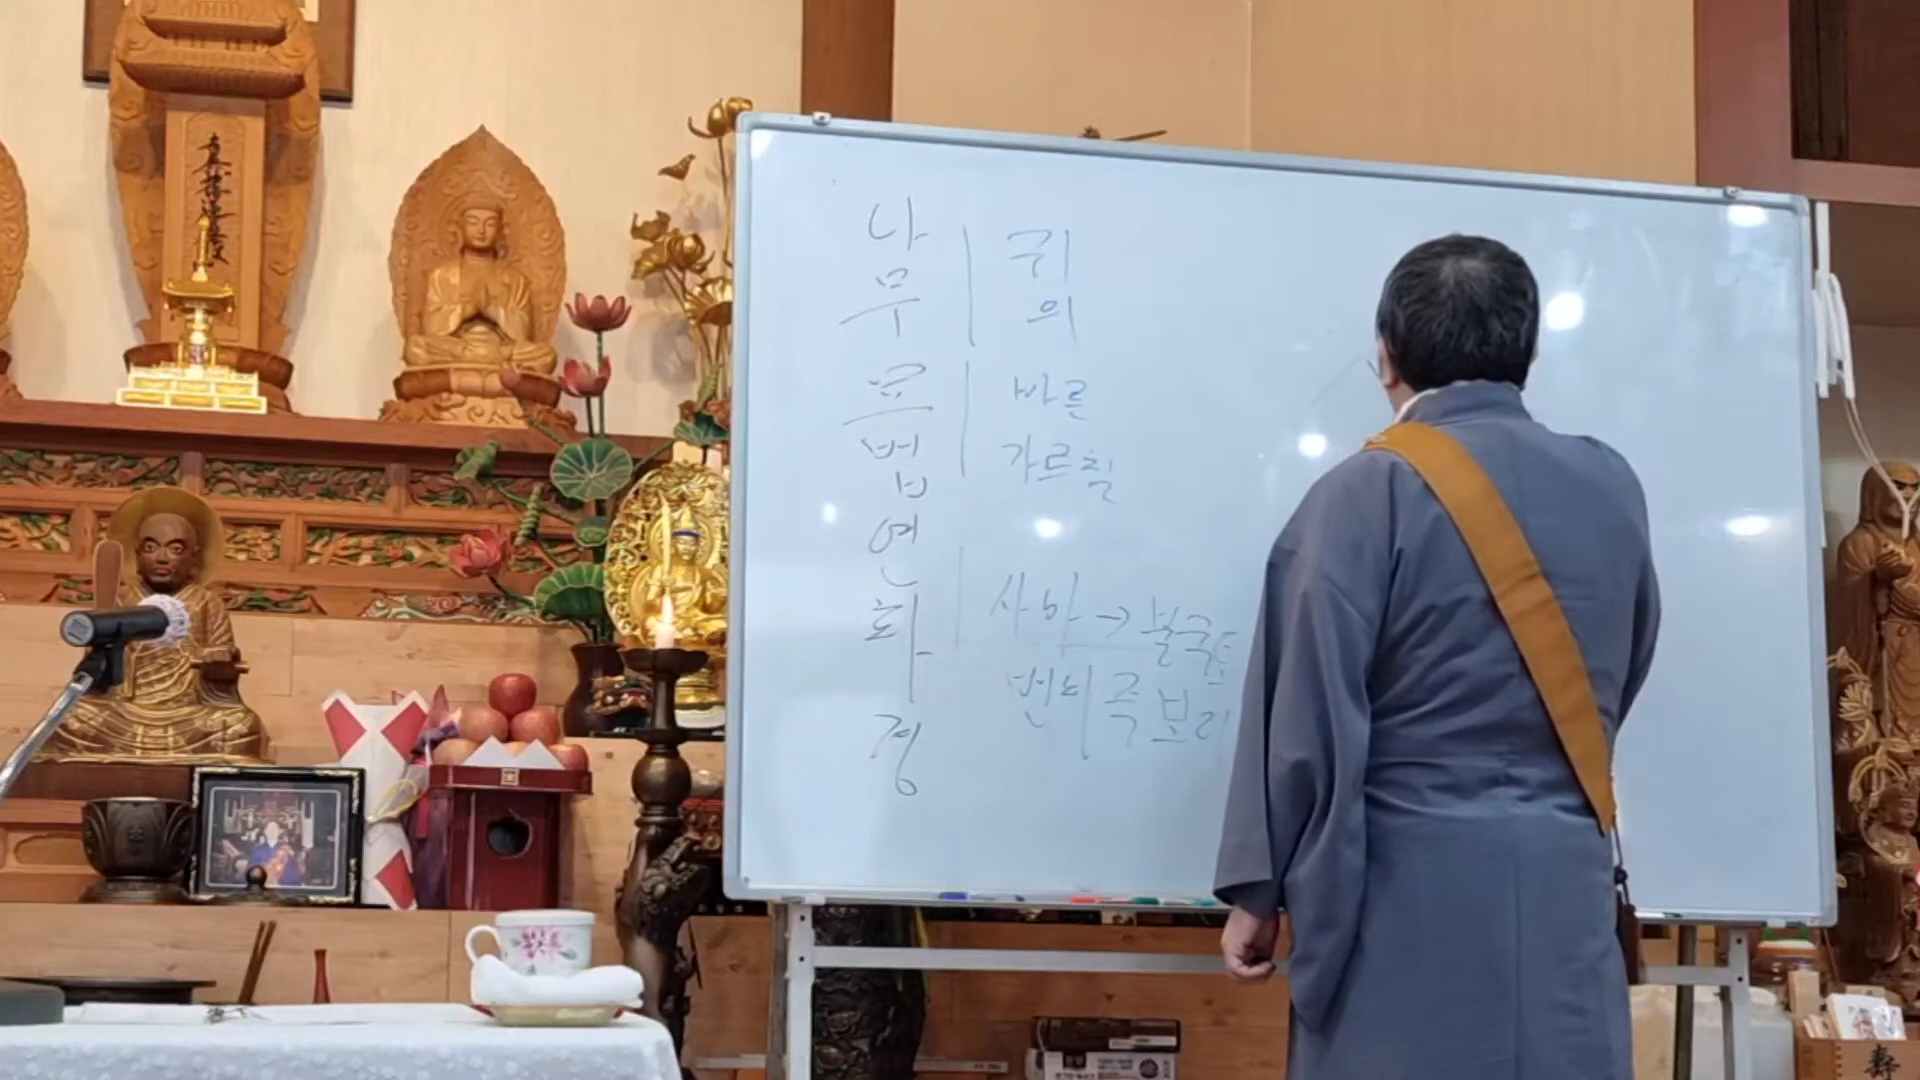 나무묘법연화경
귀의
바른
가르침
사바→불국토
번뇌즉보리
壽